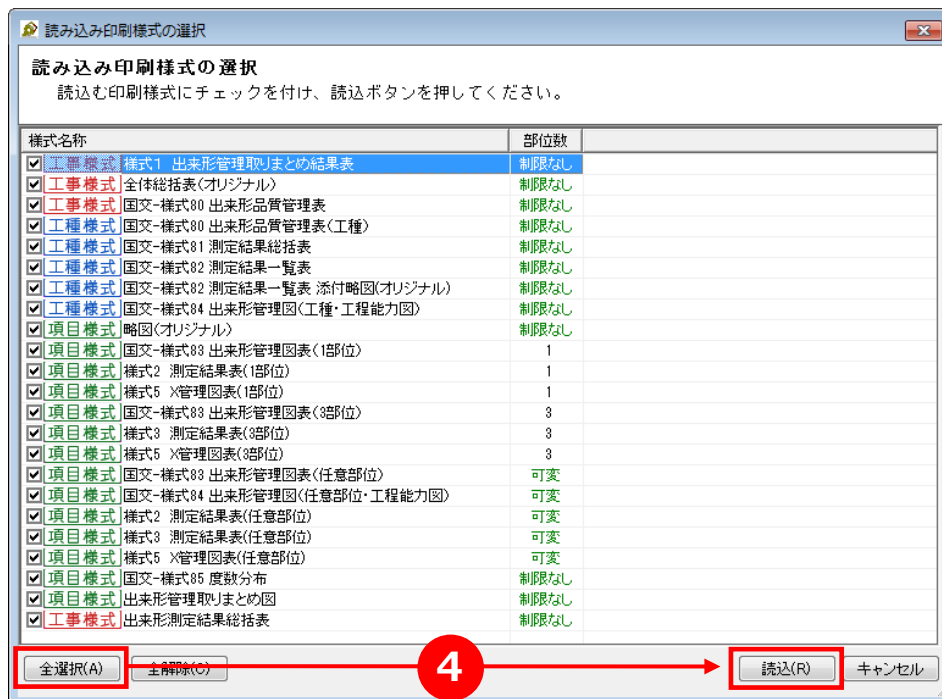 読み込み印刷様式の選択
読み込み印刷様式の選択
読込む印刷様式にチェックを付け、読込ボタンを押してください。
様式名称 部位数
工事様式 様式1 出来形管理取りまとめ結果表 制限なし
工事様式 全体総括表(オリジナル) 制限なし
工事様式 国交-様式80 出来形品質管理表 制限なし
工種様式 国交-様式80 出来形品質管理表(工種) 制限なし
工種様式 国交-様式81 測定結果総括表 制限なし
工種様式 国交-様式82 測定結果一覧表 制限なし
工種様式 国交-様式82 測定結果一覧表 添付略図(オリジナル) 制限なし
工種様式 国交-様式84 出来形管理図(工種・工程能力図) 制限なし
項目様式 略図(オリジナル) 制限なし
項目様式 国交-様式83 出来形管理図表(1部位) 1
項目様式 様式2 測定結果表(1部位) 1
項目様式 様式5 X管理図表(1部位) 1
項目様式 国交-様式83 出来形管理図表(3部位) 3
項目様式 様式3 測定結果表(3部位) 3
項目様式 様式5 X管理図表(3部位) 3
項目様式 国交-様式83 出来形管理図表(任意部位) 可変
項目様式 国交-様式84 出来形管理図(任意部位・工程能力図) 可変
項目様式 様式2 測定結果表(任意部位) 可変
項目様式 様式3 測定結果表(任意部位) 可変
項目様式 様式5 X管理図表(任意部位) 可変
項目様式 国交-様式85 度数分布 制限なし
項目様式 出来形管理取りまとめ図 制限なし
工事様式 出来形測定結果総括表 制限なし
全選択(A) 全解除(C) 4 読込(R) キャンセル